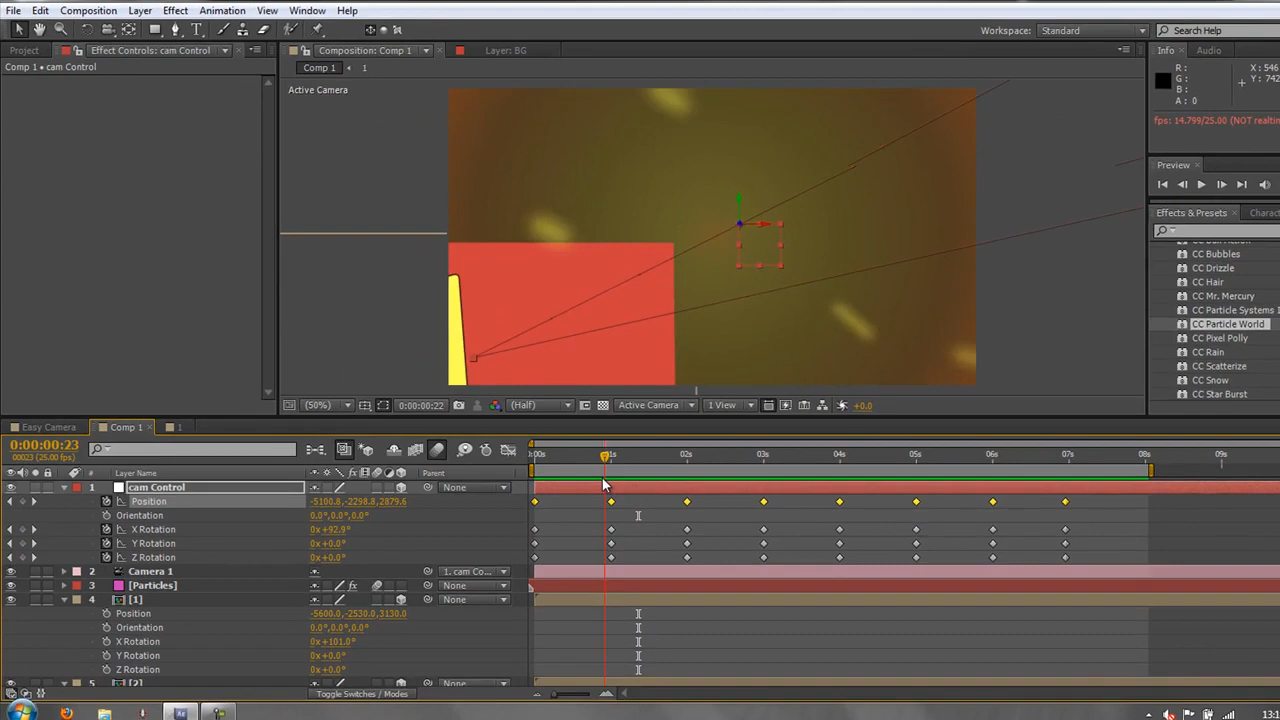 File Edit Composition Layer Effect Animation View Window Help
Workspace: Standard Search Help
Project Effect Controls: cam Control Composition: Comp 1 Layer: BG Info Audio
Comp 1 • cam Control Comp 1 1
Active Camera
R: X: 546
G: Y: 742
B:
A: 0
fps: 14.799/25.00 (NOT realtim
Preview
Effects & Presets Charac
CC Ball Action
CC Bubbles
CC Drizzle
CC Hair
CC Mr. Mercury
CC Particle Systems I
CC Particle World
CC Pixel Polly
CC Rain
CC Scatterize
CC Snow
CC Star Burst
(50%) 0:00:00:22 (Half) Active Camera 1 View +0.0
Easy Camera Comp 1 1
0:00:00:23
00023 (25.00 fps)
:00s 01s 02s 03s 04s 05s 06s 07s 08s 09s
# Layer Name Parent
1 cam Control None
Position -5100.8,-2298.8,2879.6
Orientation 0.0°,0.0°,0.0°
X Rotation 0x+92.9°
Y Rotation 0x+0.0°
Z Rotation 0x+0.0°
2 Camera 1 1. cam Co...
3 [Particles] None
4 [1] None
Position -5600.0,-2530.0,3130.0
Orientation 0.0°,0.0°,0.0°
X Rotation 0x+101.0°
Y Rotation 0x+0.0°
Z Rotation 0x+0.0°
5 [2] None
Toggle Switches / Modes
Ae
13:1